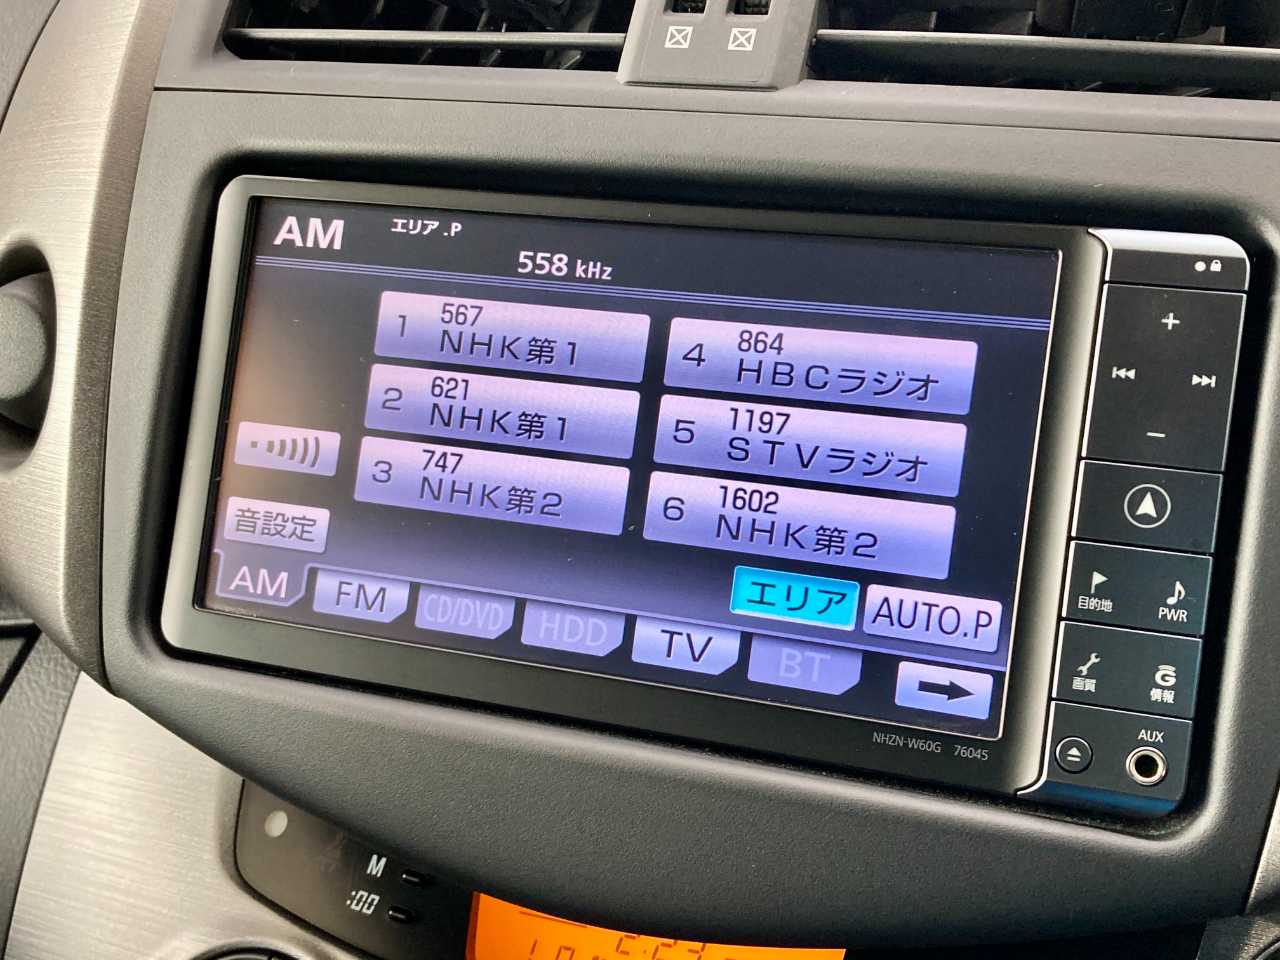 AM
エリア.P
558 kHz
1 567 NHK第1
2 621 NHK第1
3 747 NHK第2
4 864 HBCラジオ
5 1197 STVラジオ
6 1602 NHK第2
音設定
エリア
AUTO.P
AM
FM
CD/DVD
HDD
TV
BT
NHZN-W60G 76045
+
−
目的地
PWR
画質
G
情報
AUX
M
:00